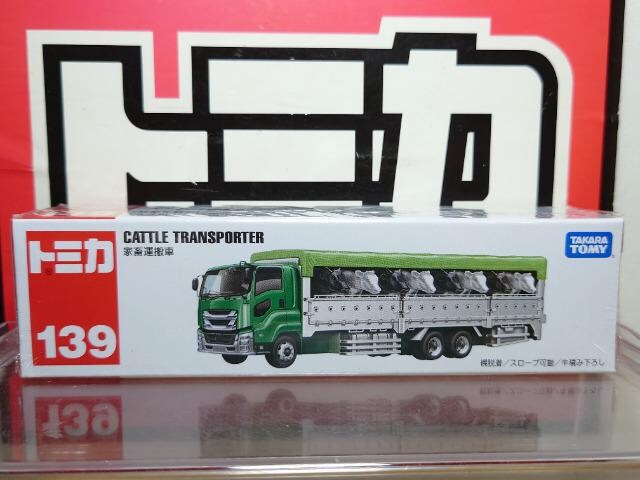 トミカ
トミカ
139
CATTLE TRANSPORTER
家畜運搬車
TAKARA
TOMY
幌脱着/スロープ可動/牛積み下ろし
139